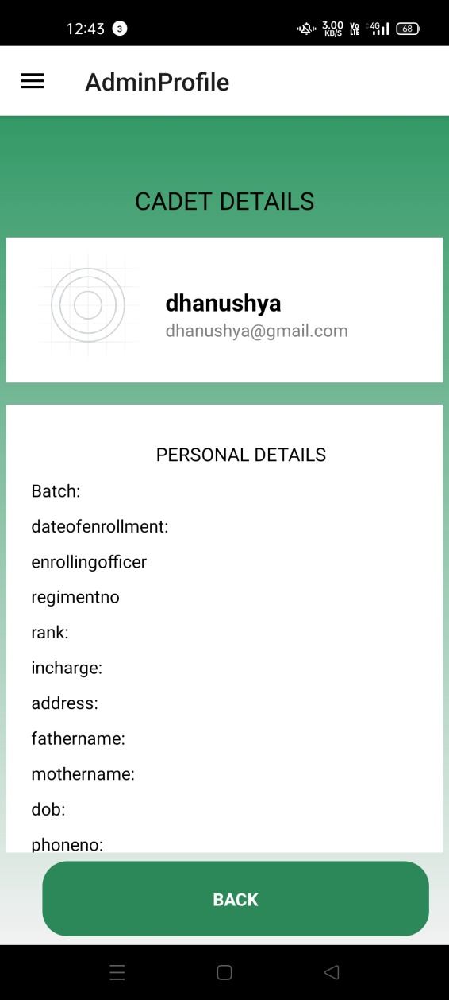 12:43 3 3.00 KB/S Vo LTE 4G 68
AdminProfile
CADET DETAILS
dhanushya
dhanushya@gmail.com
PERSONAL DETAILS
Batch:
dateofenrollment:
enrollingofficer
regimentno
rank:
incharge:
address:
fathername:
mothername:
dob:
phoneno:
BACK